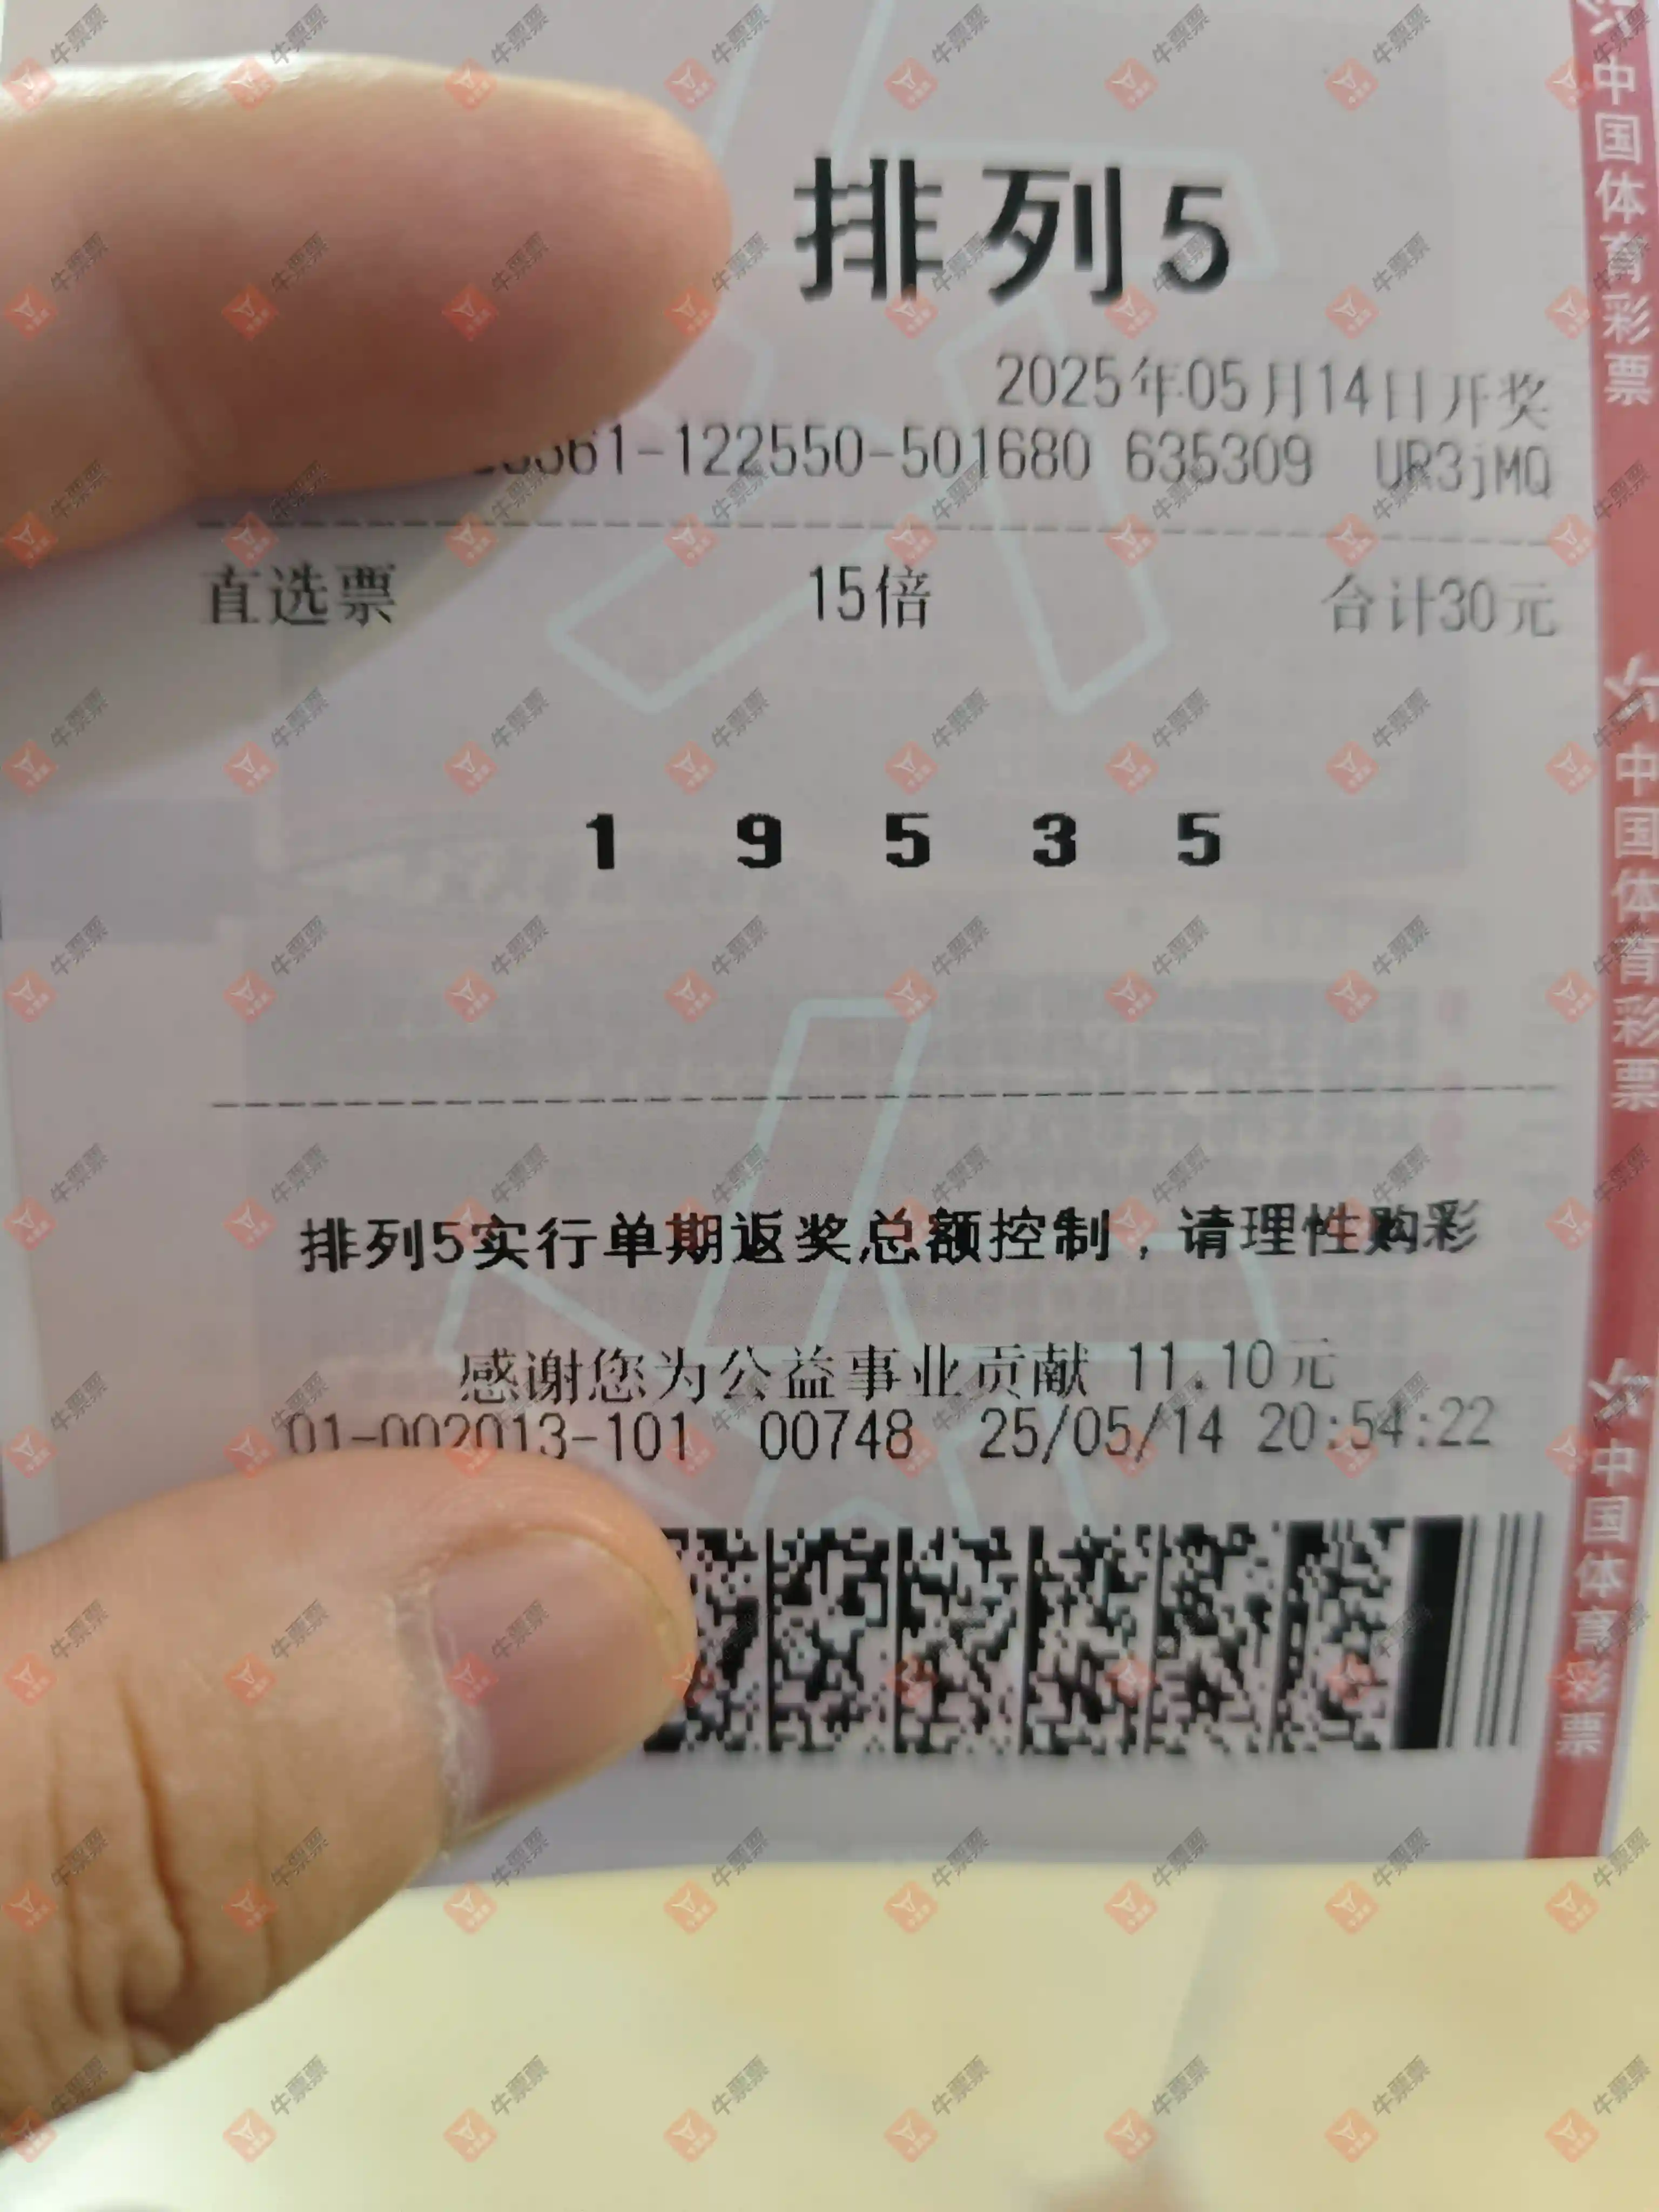 排列5
2025年05月14日开奖
61-122550-501680 635309 UR3jMQ
直选票 15倍 合计30元
1 9 5 3 5
排列5实行单期返奖总额控制，请理性购彩
感谢您为公益事业贡献 11.10元
01-002013-101 00748 25/05/14 20:54:22
中国体育彩票
中国体育彩票
中国体育彩票
牛票票